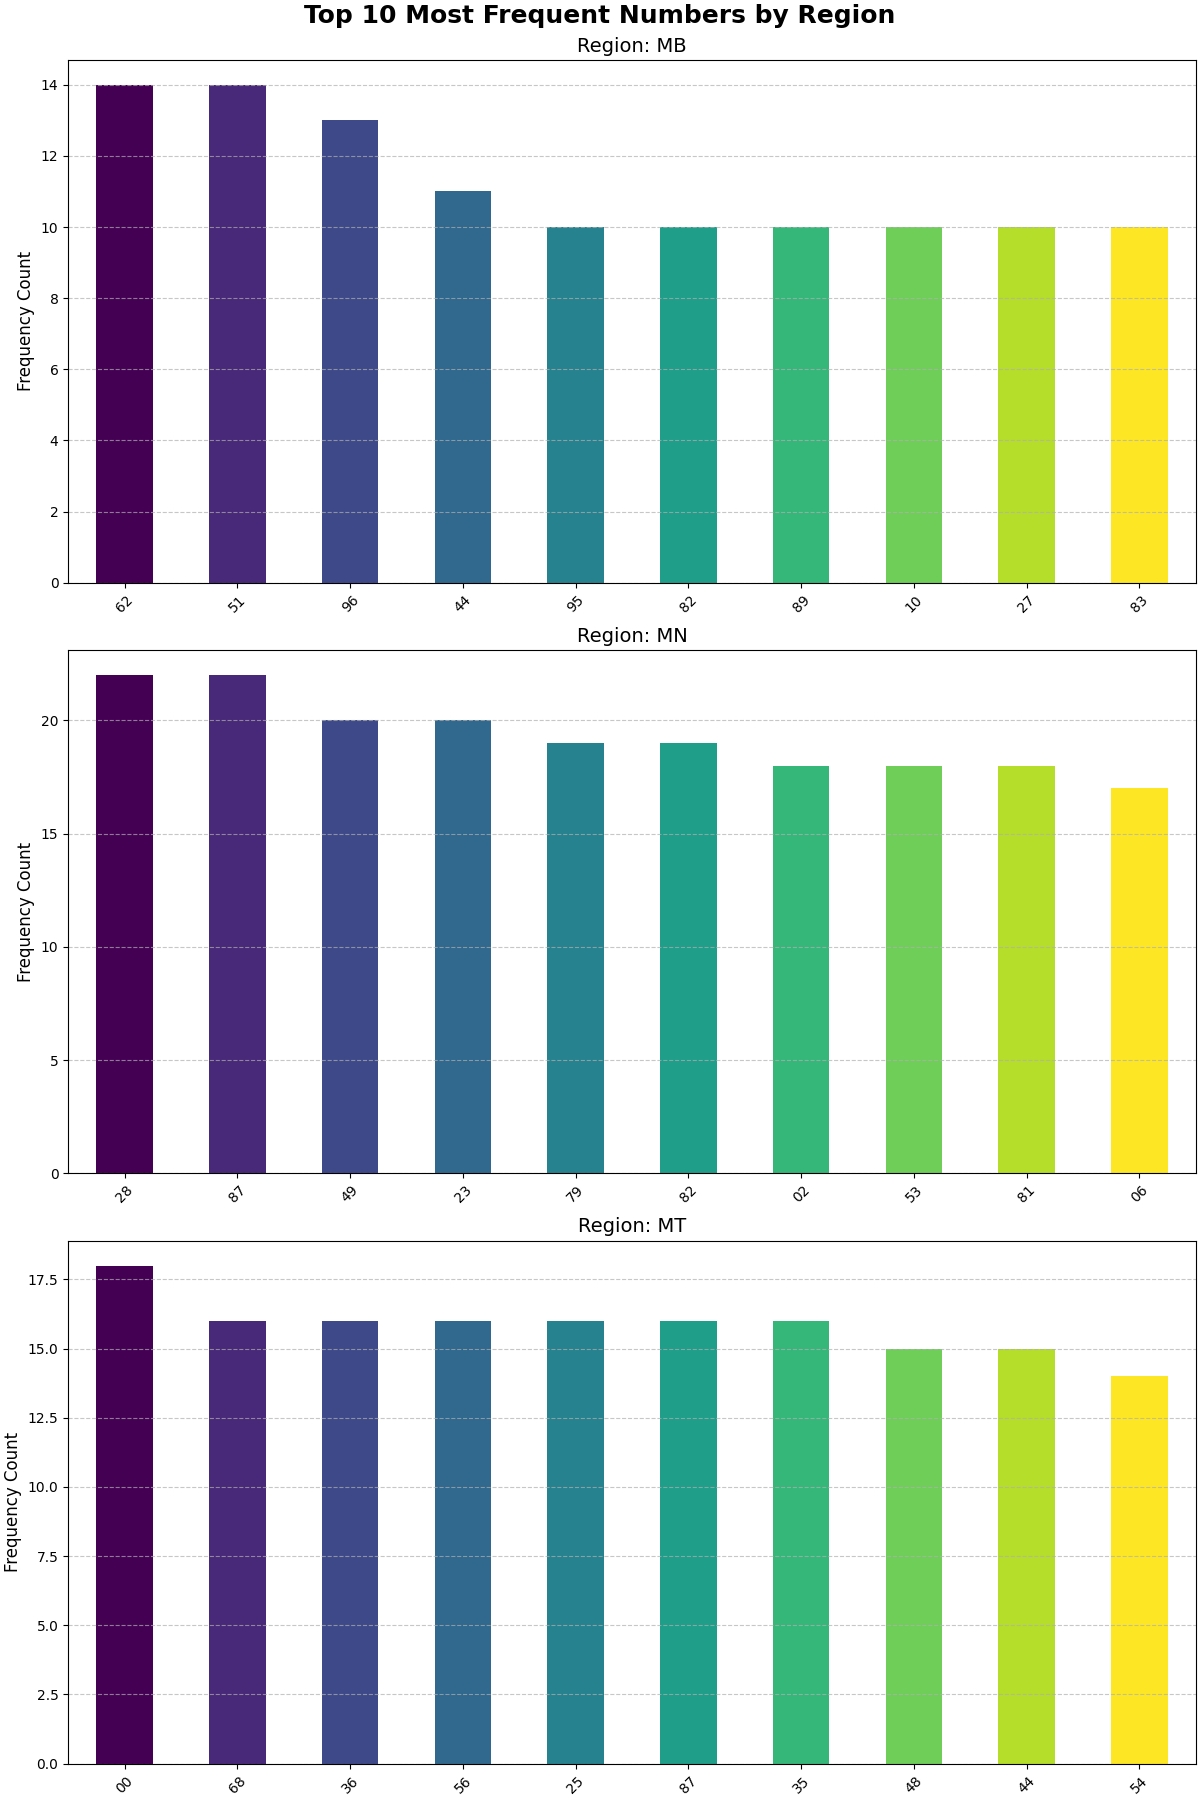 Top 10 Most Frequent Numbers by Region
Region: MB
14
12
10
8
6
4
2
0
Frequency Count
62 51 96 44 95 82 89 10 27 83
Region: MN
20
15
10
5
0
Frequency Count
28 87 49 23 79 82 02 53 81 06
Region: MT
17.5
15.0
12.5
10.0
7.5
5.0
2.5
0.0
Frequency Count
00 68 36 56 25 87 35 48 44 54